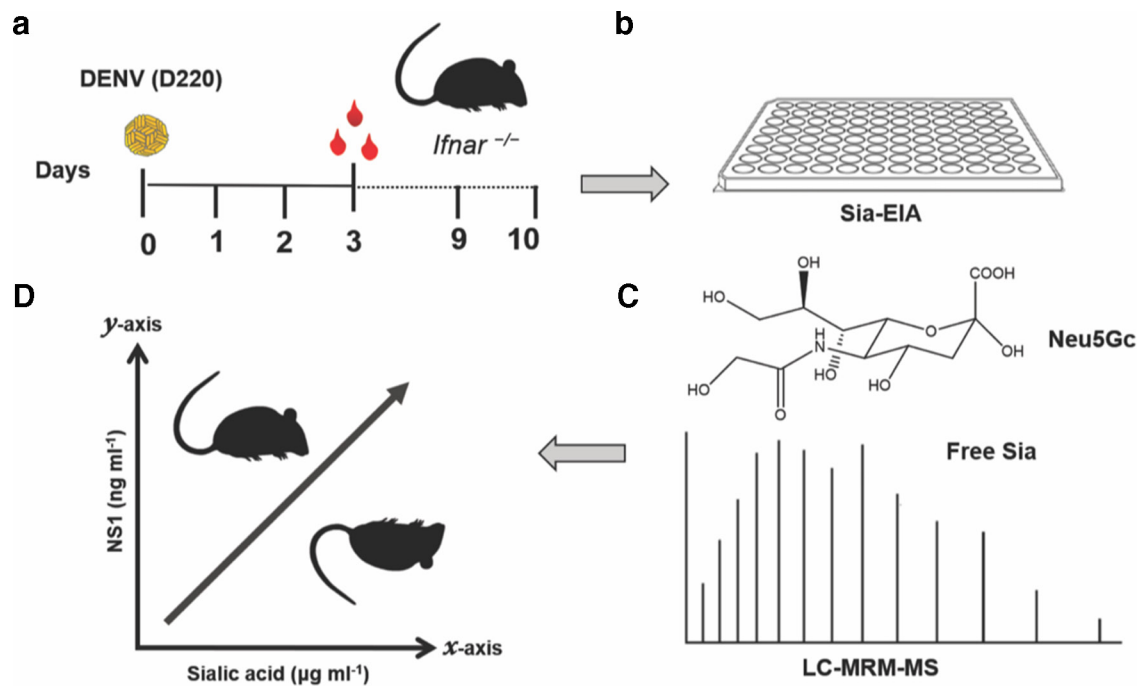 a
DENV (D220)
Ifnar −/−
Days
0 1 2 3 9 10
b
Sia-EIA
C
OH
COOH
HO
O
Neu5Gc
H
N
OH
HO
HO
HO
O
Free Sia
LC-MRM-MS
D
y-axis
NS1 (ng ml-1)
x-axis
Sialic acid (µg ml-1)